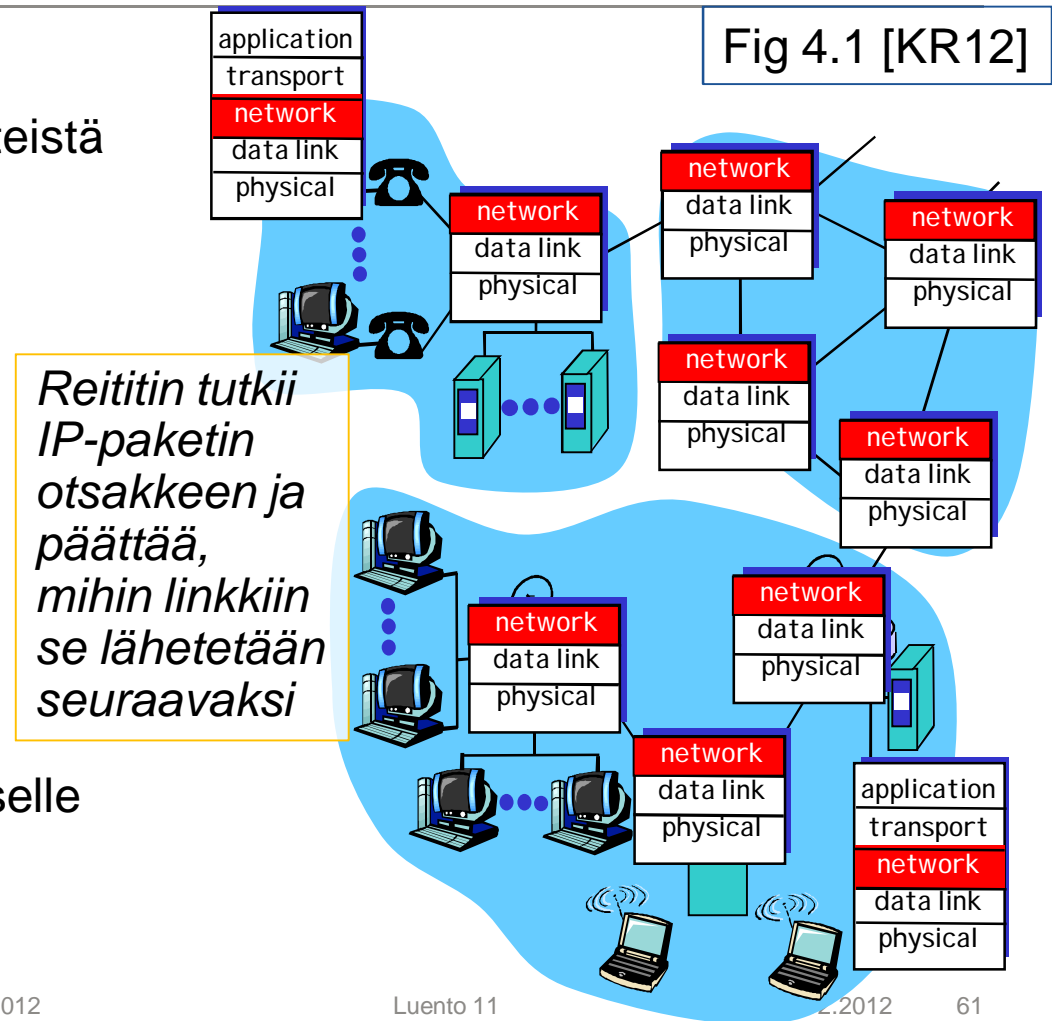 Fig 4.1 [KR12]
application
transport
network
data link
physical
network
data link
physical
network
data link
physical
network
data link
physical
network
data link
physical
network
data link
physical
Reititin tutkii
IP-paketin
otsakkeen ja
päättää,
mihin linkkiin
se lähetetään
seuraavaksi
network
data link
physical
network
data link
physical
network
data link
physical
application
transport
network
data link
physical
Luento 11
.2012
61